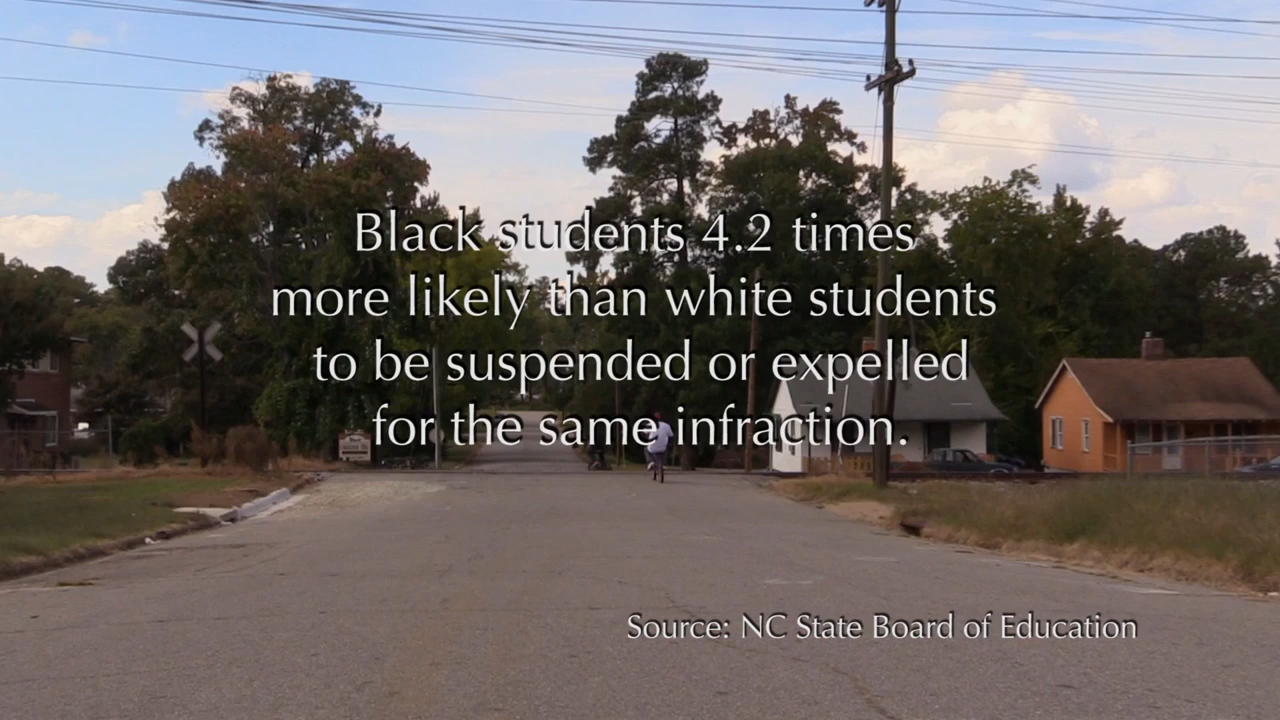 Black students 4.2 times
more likely than white students
to be suspended or expelled
for the same infraction.
Source: NC State Board of Education